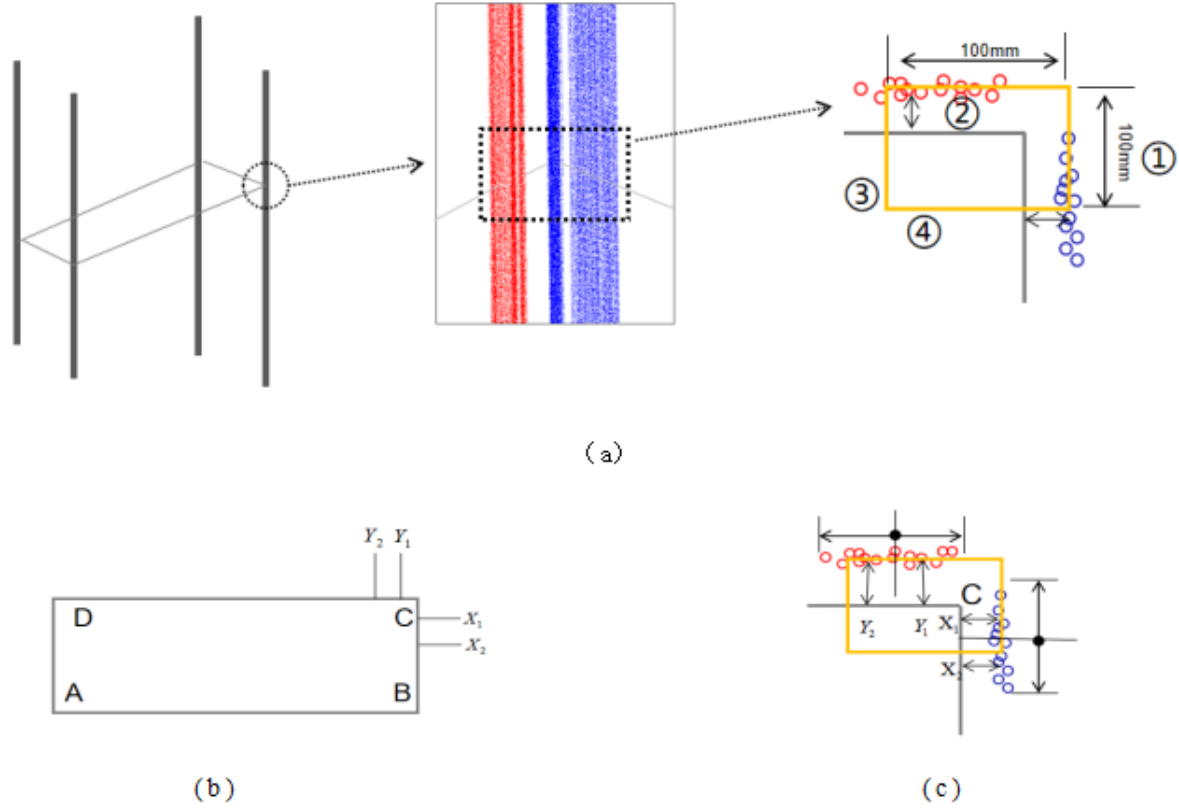 100mm
②
100mm
①
③
④
(a)
Y₂ Y₁
D
C
X₁
X₂
A
B
C
Y₂
Y₁
X₁
X₂
(b)
(c)